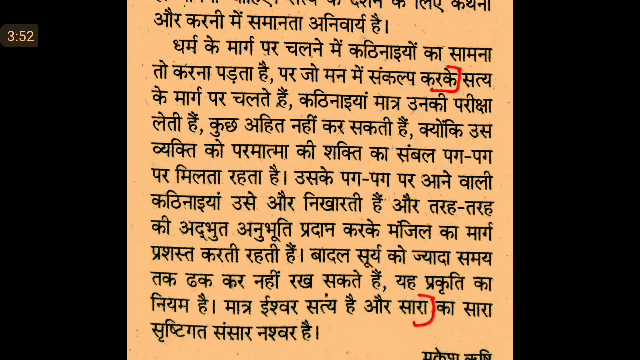 3:52
और करनी में समानता अनिवार्य है।
धर्म के मार्ग पर चलने में कठिनाइयों का सामना
तो करना पड़ता है, पर जो मन में संकल्प करके सत्य
के मार्ग पर चलते हैं, कठिनाइयां मात्र उनकी परीक्षा
लेती हैं, कुछ अहित नहीं कर सकती हैं, क्योंकि उस
व्यक्ति को परमात्मा की शक्ति का संबल पग-पग
पर मिलता रहता है। उसके पग-पग पर आने वाली
कठिनाइयां उसे और निखारती हैं और तरह-तरह
की अद्भुत अनुभूति प्रदान करके मंजिल का मार्ग
प्रशस्त करती रहती हैं। बादल सूर्य को ज्यादा समय
तक ढक कर नहीं रख सकते हैं, यह प्रकृति का
नियम है। मात्र ईश्वर सत्य है और सारा का सारा
सृष्टिगत संसार नश्वर है।
मुकेश ऋषि